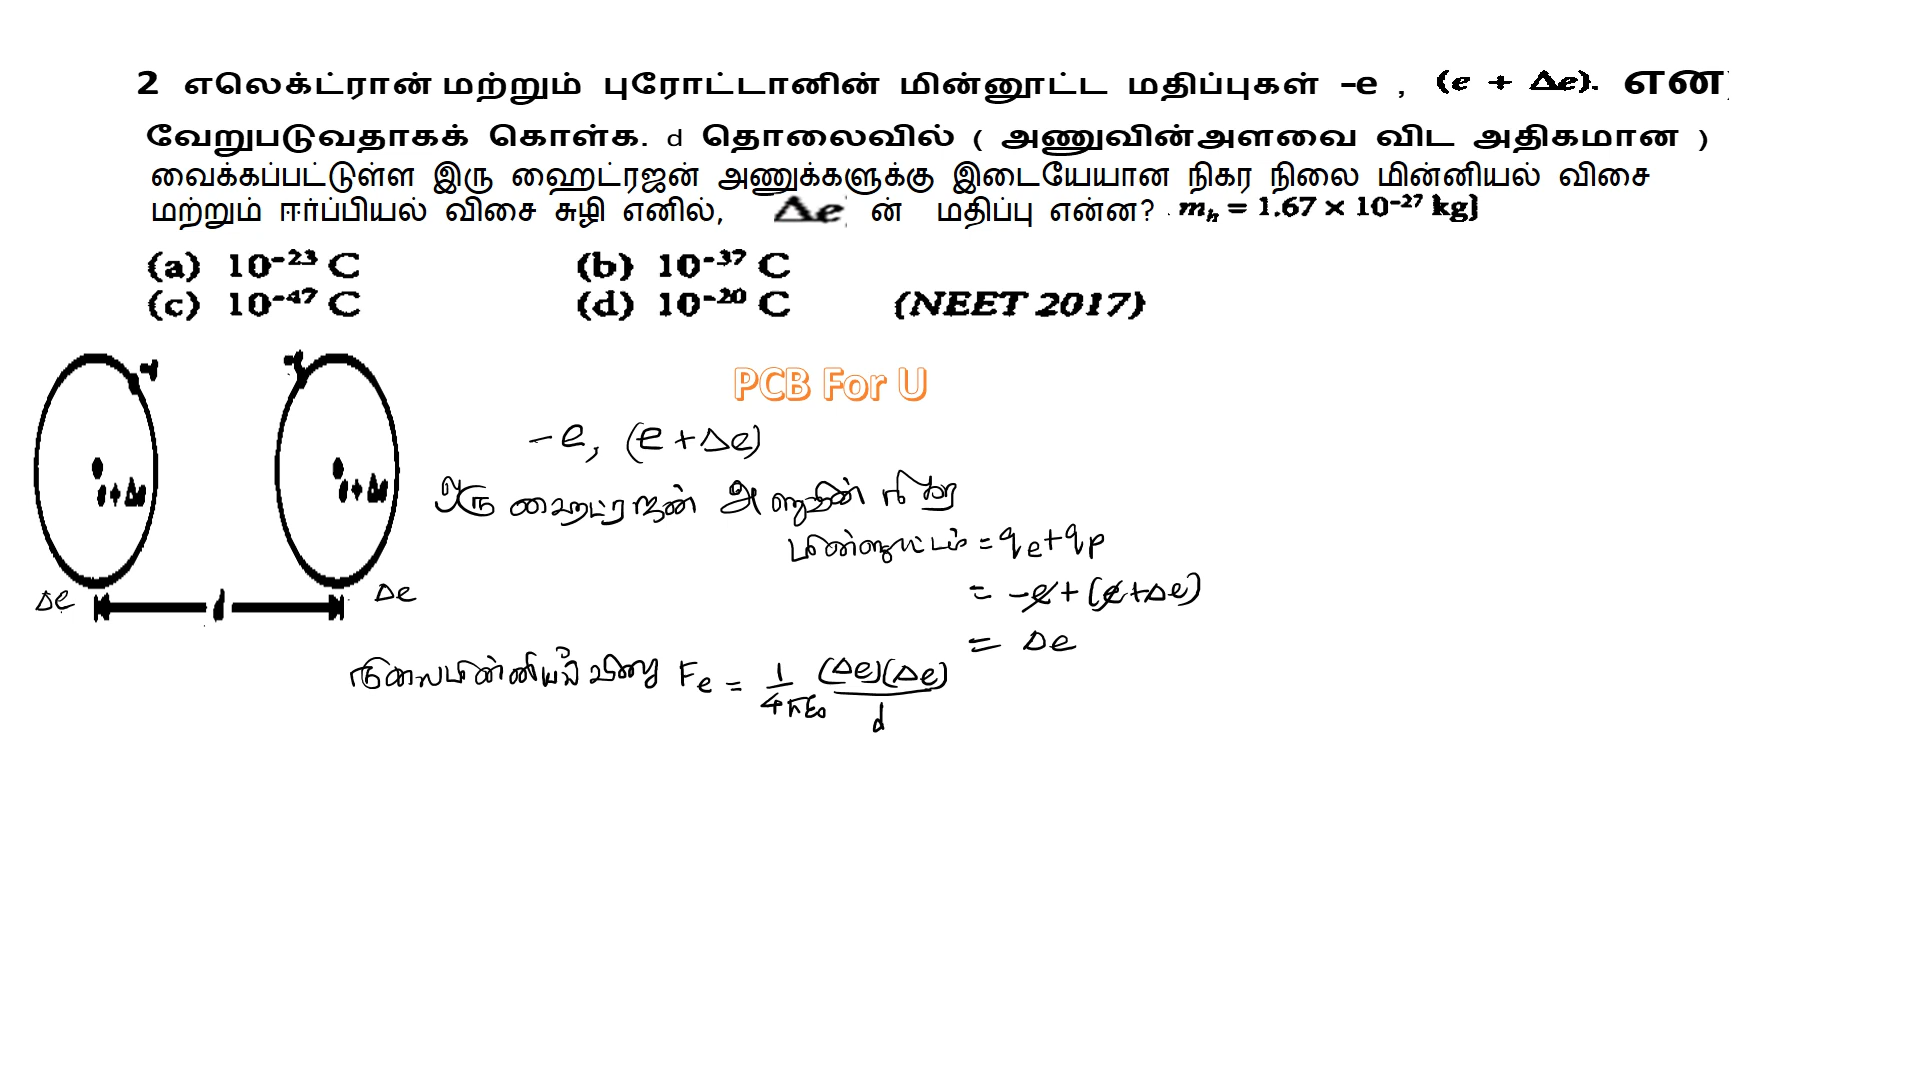 2 எலெக்ட்ரான் மற்றும் புரோட்டானின் மின்னூட்ட மதிப்புகள் –e , (e + Δe). என
வேறுபடுவதாகக் கொள்க. d தொலைவில் ( அணுவின்அளவை விட அதிகமான )
வைக்கப்பட்டுள்ள இரு ஹைட்ரஜன் அணுக்களுக்கு இடையேயான நிகர நிலை மின்னியல் விசை
மற்றும் ஈர்ப்பியல் விசை சுழி எனில், Δe ன் மதிப்பு என்ன? mₕ = 1.67 × 10⁻²⁷ kg]
(a) 10⁻²³ C (b) 10⁻³⁷ C
(c) 10⁻⁴⁷ C (d) 10⁻²⁰ C (NEET 2017)
PCB For U
-e, (e + Δe)
e + Δe e + Δe
ஒரு ஹைட்ரஜன் அணுவின் நிகர
மின்னூட்டம் = qe + qp
= -e + (e + Δe)
Δe d Δe
= Δe
நிலைமின்னியல் விசை Fe = 1/4πε₀ (Δe)(Δe)/d